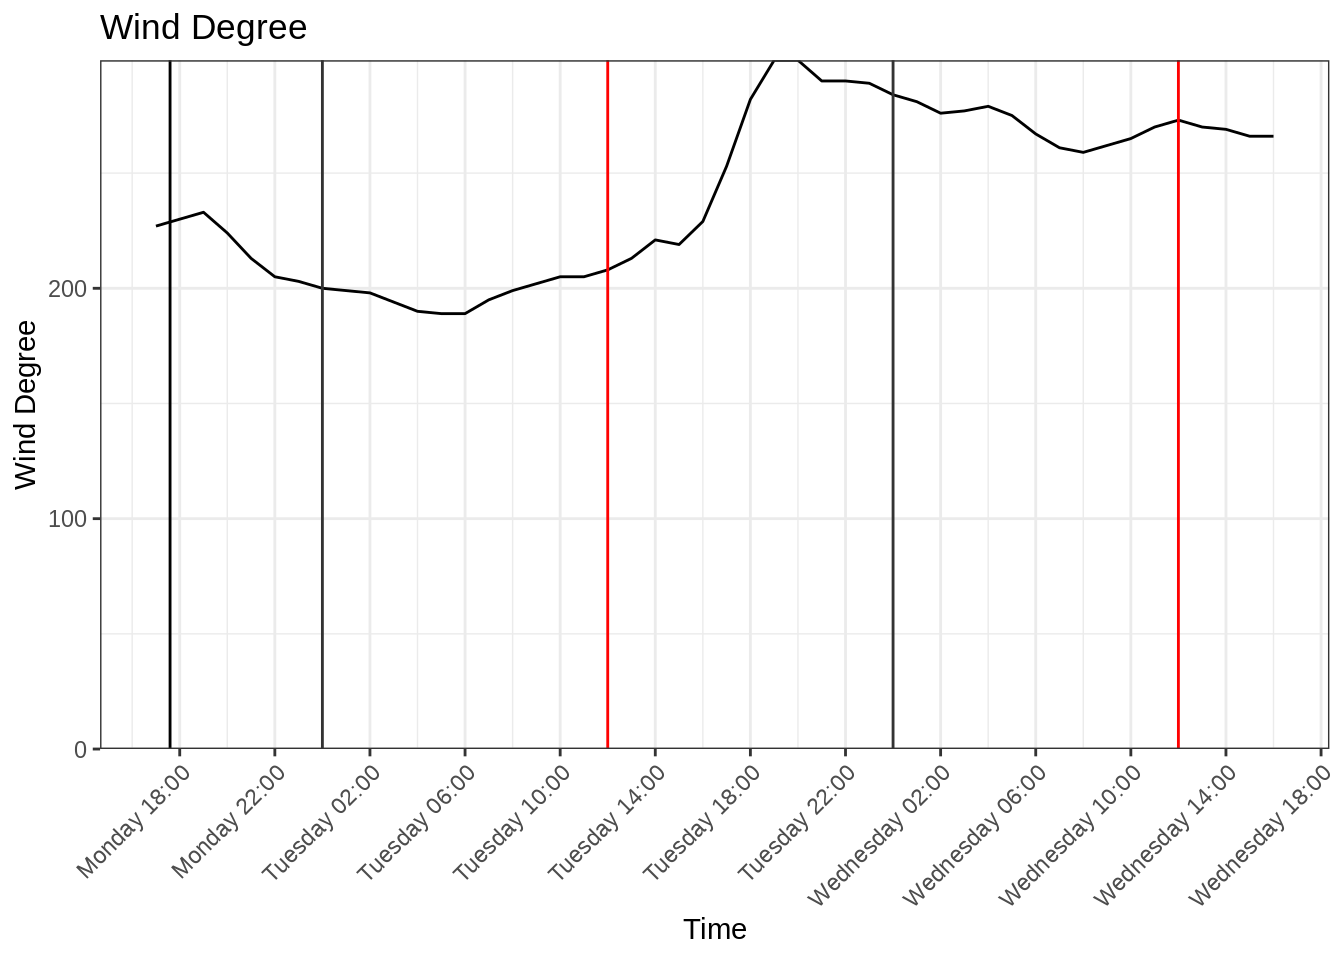 Wind Degree
Wind Degree
200
100
0
Monday 18:00
Monday 22:00
Tuesday 02:00
Tuesday 06:00
Tuesday 10:00
Tuesday 14:00
Tuesday 18:00
Tuesday 22:00
Wednesday 02:00
Wednesday 06:00
Wednesday 10:00
Wednesday 14:00
Wednesday 18:00
Time